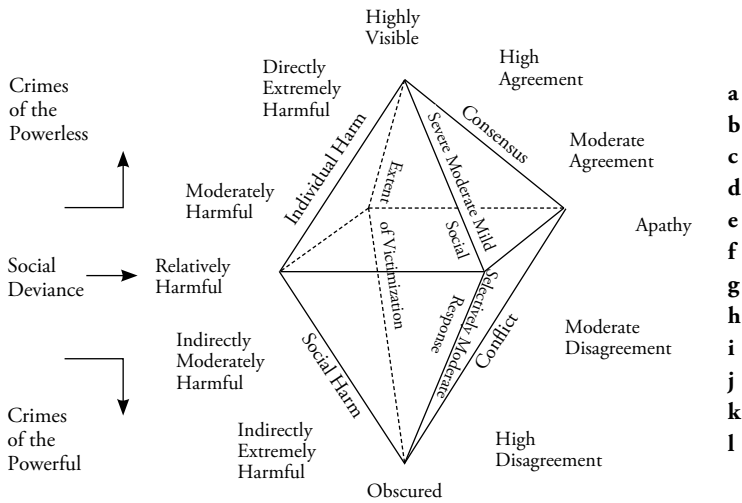 Highly
Visible
Directly
Extremely
Harmful
High
Agreement
Crimes
of the
Powerless
Individual Harm
Severe Moderate Mild
Consensus
Moderate
Agreement
Extent
Moderately
Harmful
of Victimization
Social
Apathy
Social
Deviance
Relatively
Harmful
Selectively Moderate
Response
Conflict
Moderate
Disagreement
Indirectly
Moderately
Harmful
Social Harm
Crimes
of the
Powerful
Indirectly
Extremely
Harmful
High
Disagreement
Obscured
a
b
c
d
e
f
g
h
i
j
k
l